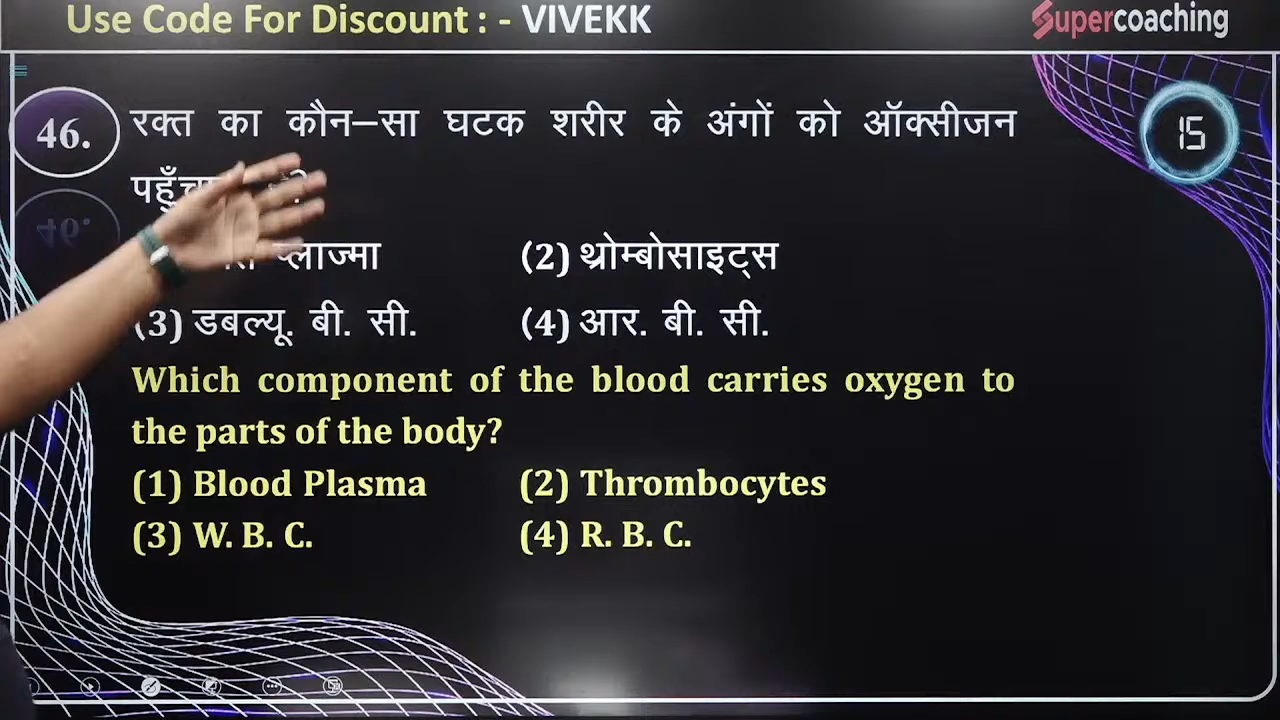 Use Code For Discount : - VIVEKK
Supercoaching
46.
रक्त का कौन–सा घटक शरीर के अंगों को ऑक्सीजन
15
प्लाज्मा
(2) थ्रोम्बोसाइट्स
(3) डबल्यू. बी. सी.
(4) आर. बी. सी.
Which component of the blood carries oxygen to
the parts of the body?
(1) Blood Plasma
(2) Thrombocytes
(3) W. B. C.
(4) R. B. C.